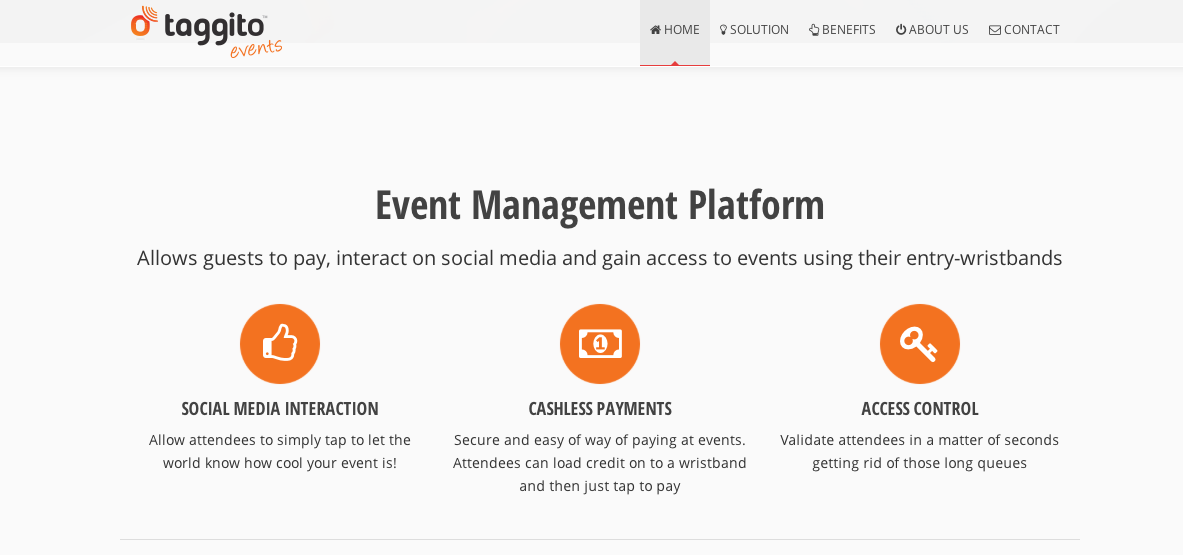 taggito
events
HOME SOLUTION BENEFITS ABOUT US CONTACT
Event Management Platform
Allows guests to pay, interact on social media and gain access to events using their entry-wristbands
1
SOCIAL MEDIA INTERACTION
Allow attendees to simply tap to let the
world know how cool your event is!
CASHLESS PAYMENTS
Secure and easy of way of paying at events.
Attendees can load credit on to a wristband
and then just tap to pay
ACCESS CONTROL
Validate attendees in a matter of seconds
getting rid of those long queues